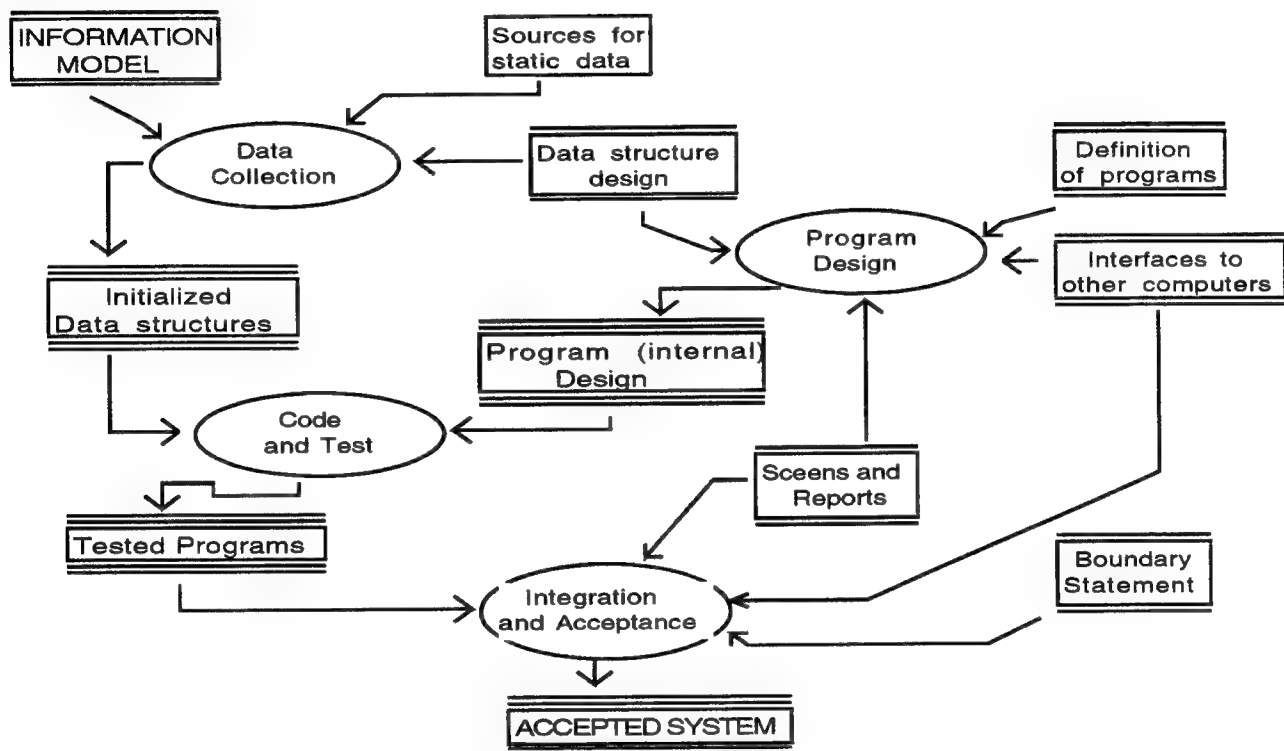 INFORMATION
MODEL
Sources for
static data
Data
Collection
Data structure
design
Definition
of programs
Program
Design
Interfaces to
other computers
Initialized
Data structures
Program (internal)
Design
Code
and Test
Sceens and
Reports
Tested Programs
Boundary
Statement
Integration
and Acceptance
ACCEPTED SYSTEM